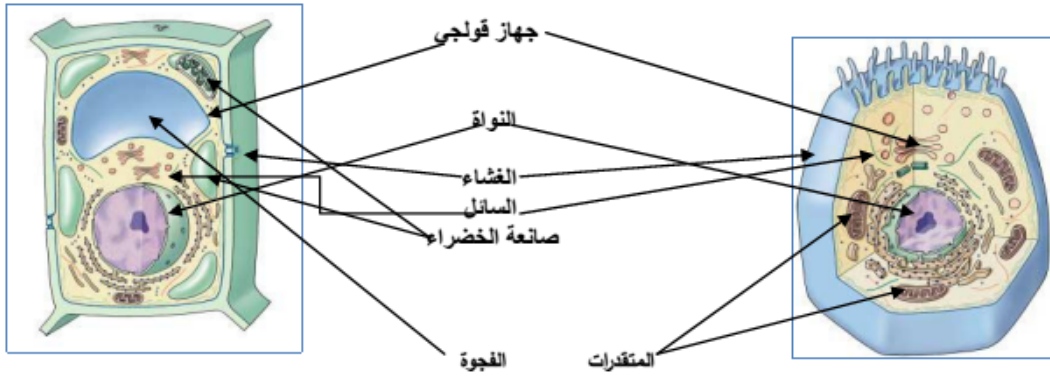 جهاز قولجي
النواة
الغشاء
السائل
صانعة الخضراء
المتقدرات
الفجوة